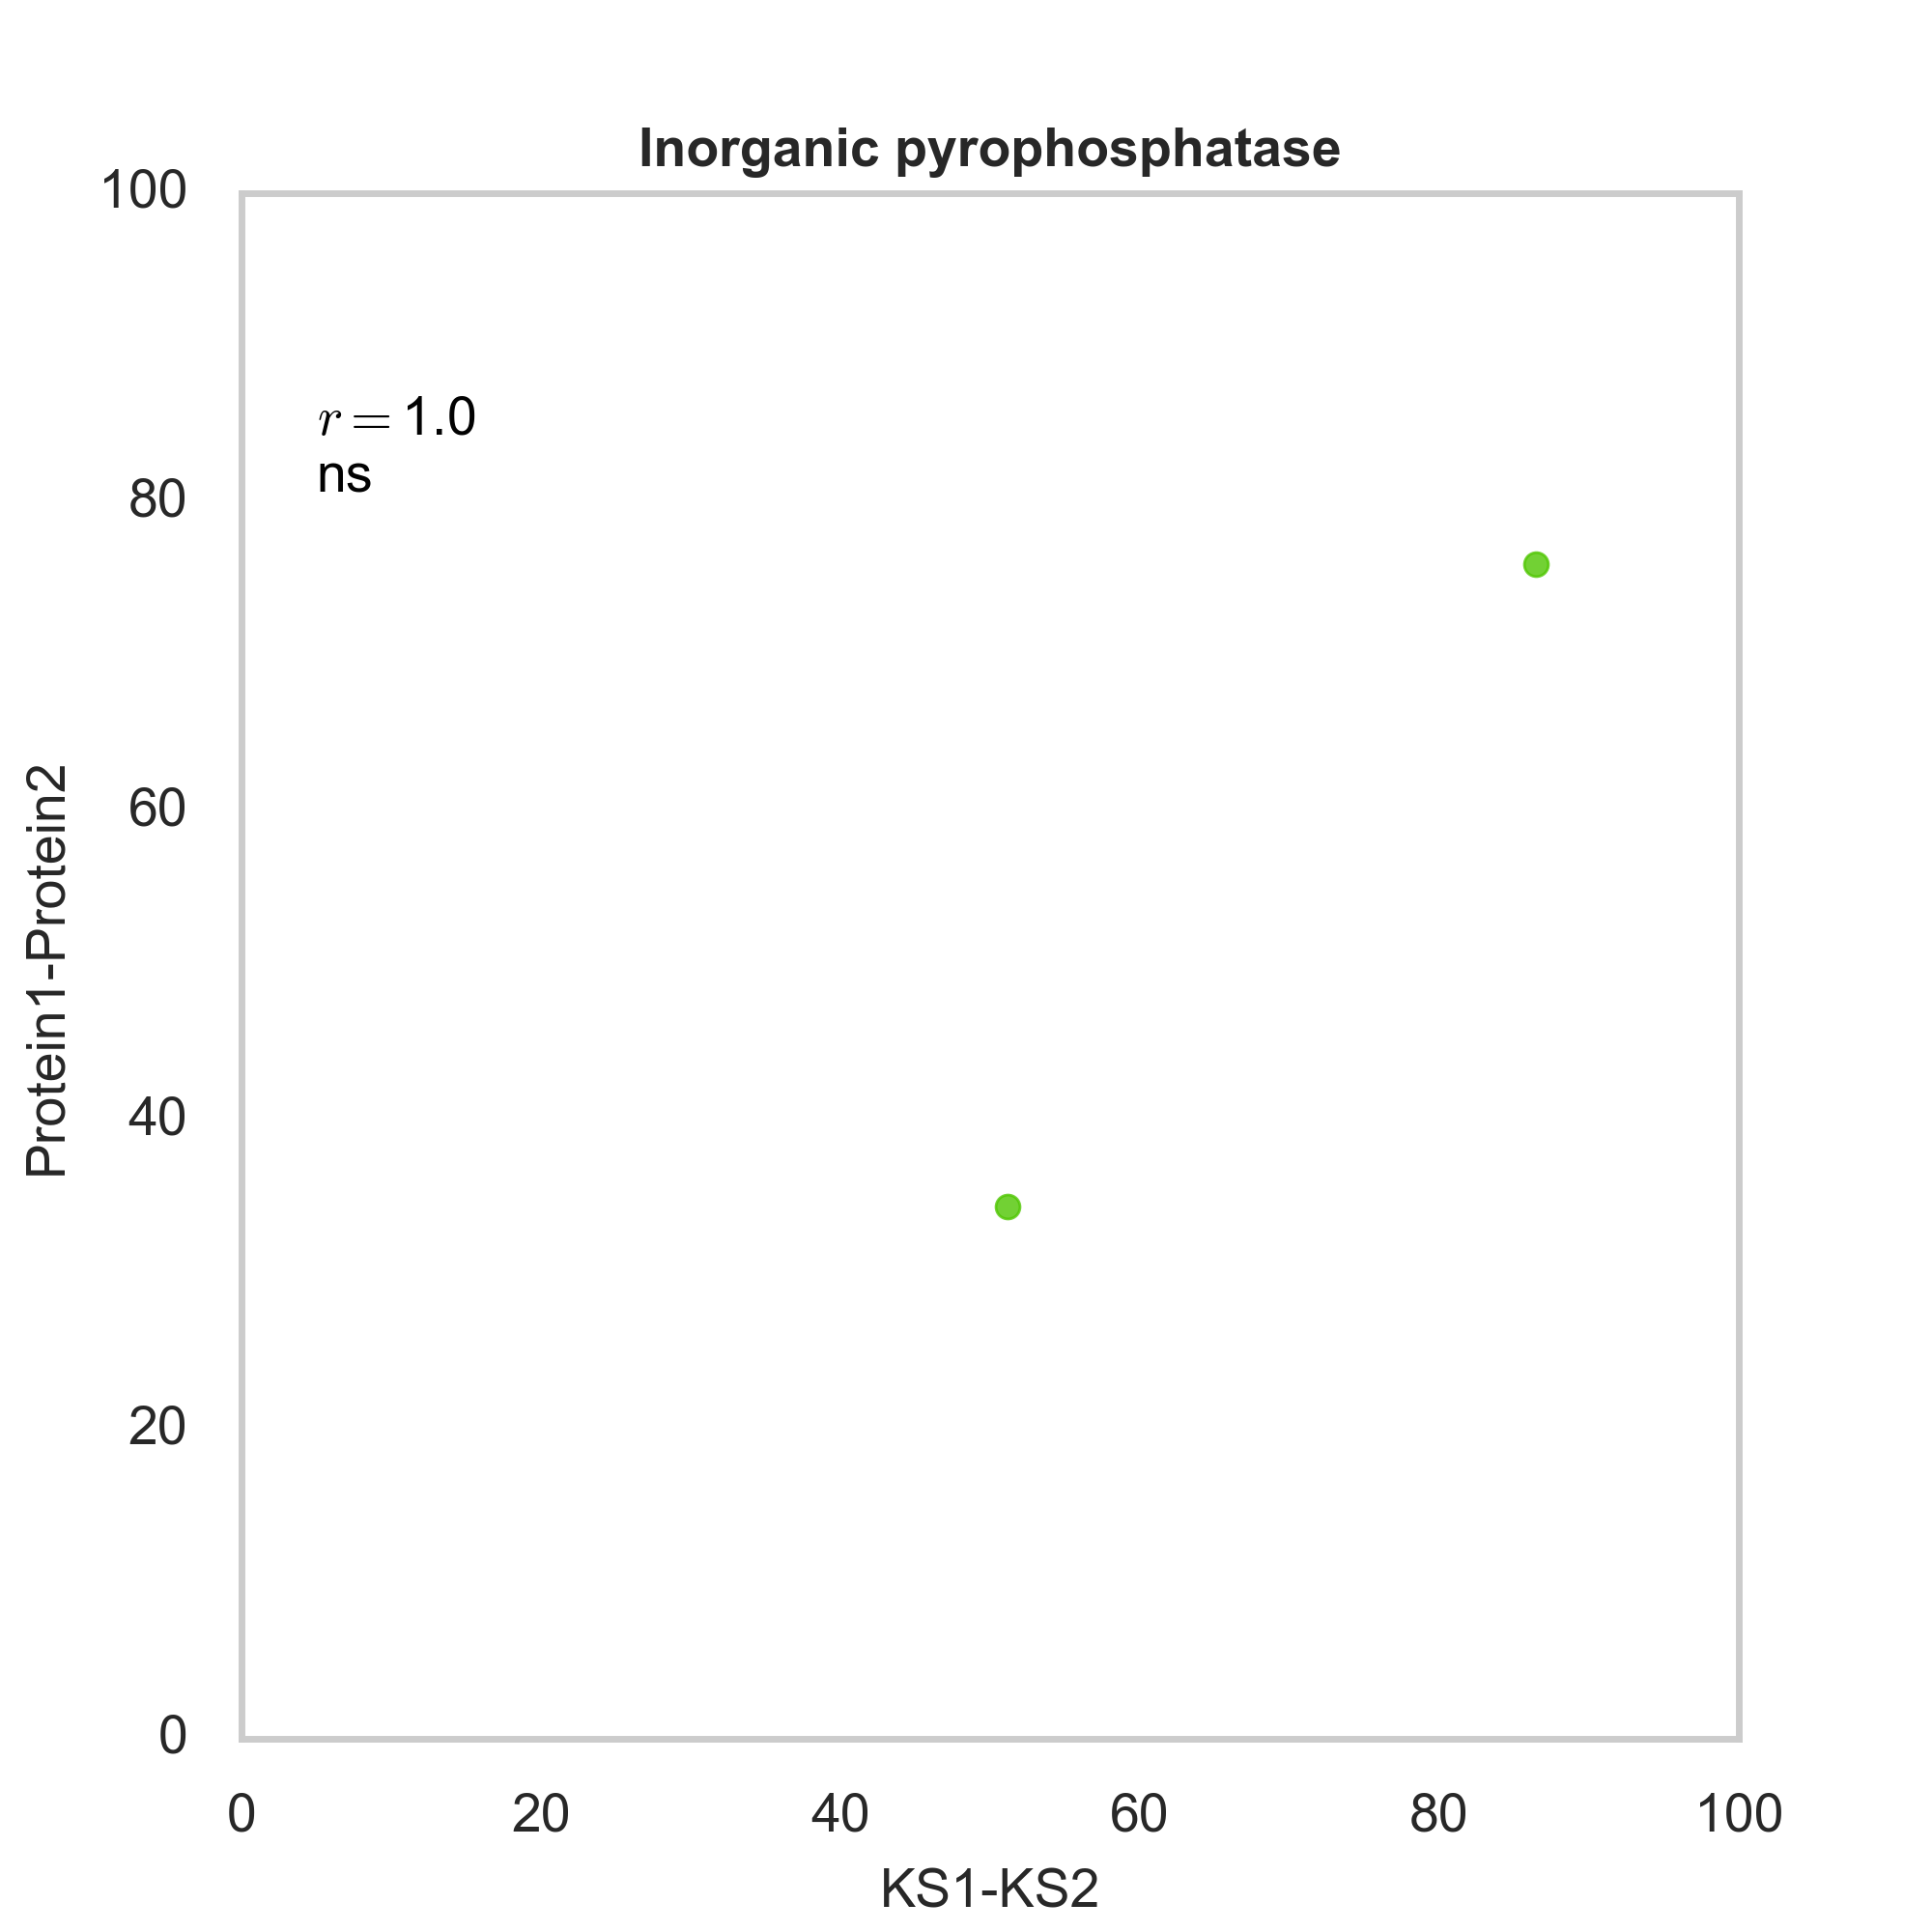 Inorganic pyrophosphatase
100
80
60
40
20
0
r = 1.0
ns
Protein1-Protein2
0 20 40 60 80 100
KS1-KS2